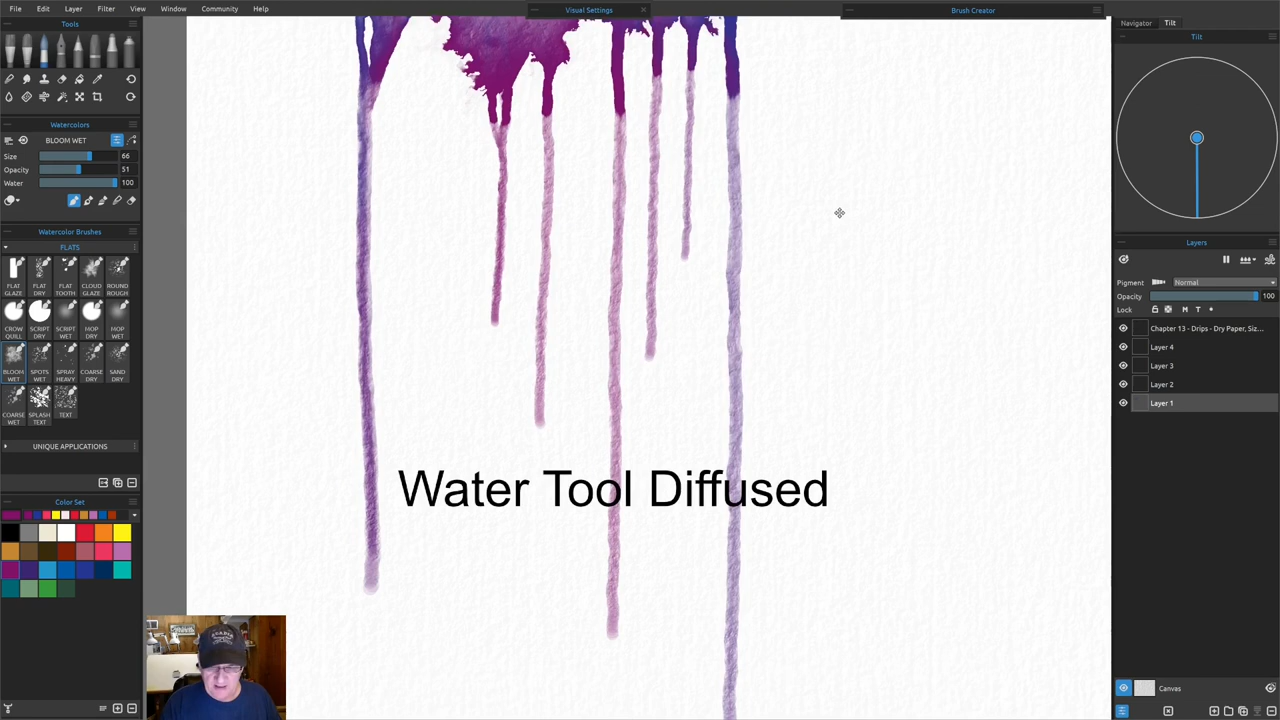 File Edit Layer Filter View Window Community Help
Visual Settings
Brush Creator
Tools
Navigator Tilt
Tilt
Watercolors
BLOOM WET
Size 66
Opacity 51
Water 100
Watercolor Brushes
FLATS
FLAT GLAZE FLAT DRY FLAT TOOTH CLOUD GLAZE ROUND ROUGH
CROW QUILL SCRIPT DRY SCRIPT WET MOP DRY MOP WET
BLOOM WET SPOTS WET SPRAY HEAVY COARSE DRY SAND DRY
COARSE WET SPLASH TEXT TEXT
UNIQUE APPLICATIONS
Color Set
Water Tool Diffused
Layers
Pigment Normal
Opacity 100
Lock M T
Chapter 13 - Drips - Dry Paper, Siz...
Layer 4
Layer 3
Layer 2
Layer 1
Canvas
ACADIA